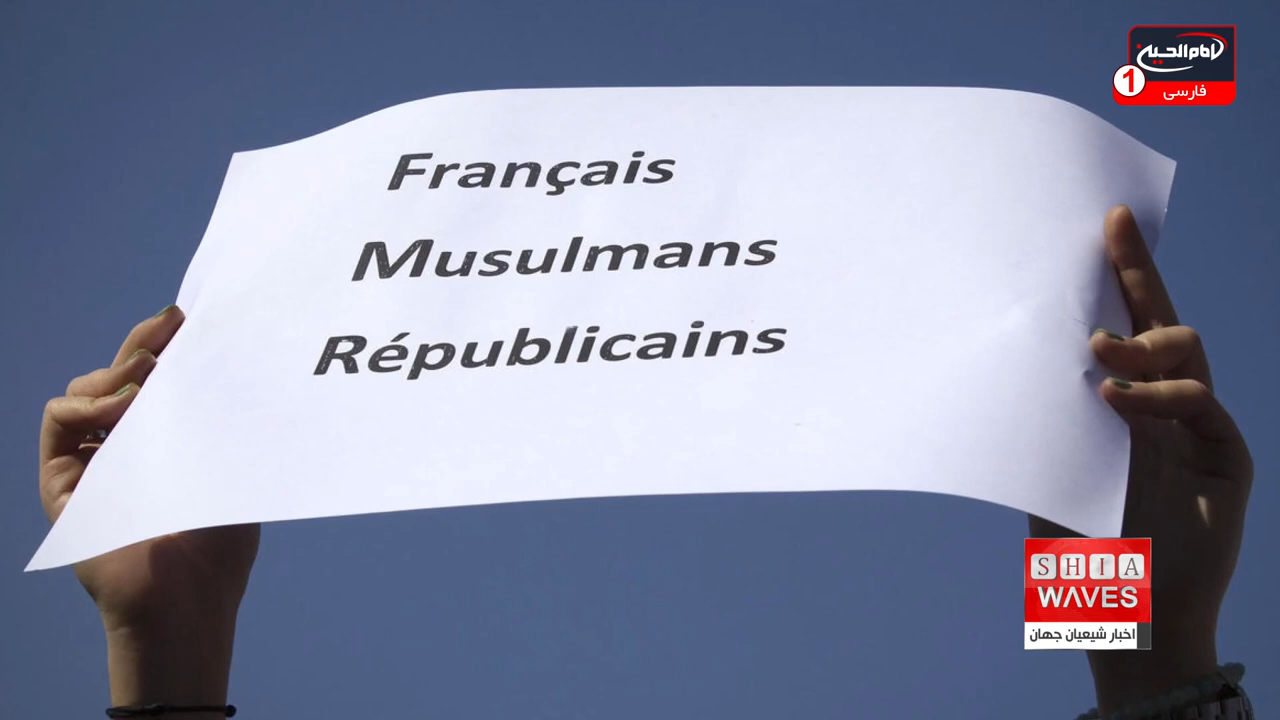 امام الحسین
1
فارسی
Français
Musulmans
Républicains
SHIA
WAVES
اخبار شیعیان جهان